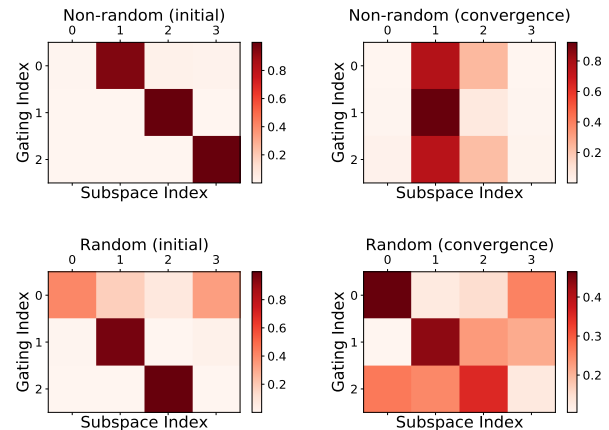 Non-random (initial)
0 1 2 3
Gating Index
0
1
2
Subspace Index
0.8
0.6
0.4
0.2
Non-random (convergence)
0 1 2 3
Gating Index
0
1
2
Subspace Index
0.8
0.6
0.4
0.2
Random (initial)
0 1 2 3
Gating Index
0
1
2
Subspace Index
0.8
0.6
0.4
0.2
Random (convergence)
0 1 2 3
Gating Index
0
1
2
Subspace Index
0.4
0.3
0.2